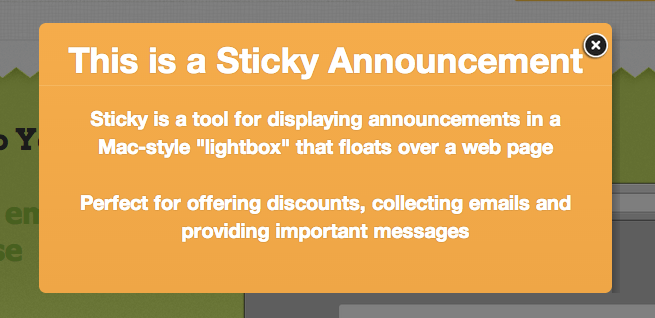 This is a Sticky Announcement
Sticky is a tool for displaying announcements in a
Mac-style "lightbox" that floats over a web page
Perfect for offering discounts, collecting emails and
providing important messages